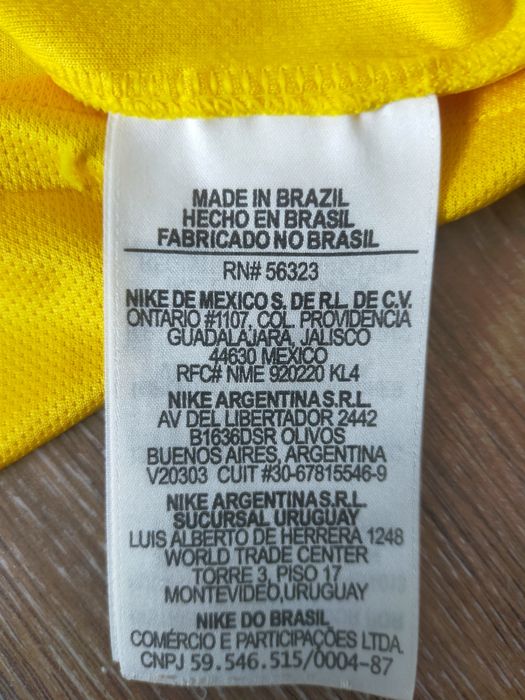 MADE IN BRAZIL
HECHO EN BRASIL
FABRICADO NO BRASIL
RN# 56323
NIKE DE MEXICO S. DE R.L. DE C.V.
ONTARIO #1107, COL. PROVIDENCIA
GUADALAJARA, JALISCO
44630 MEXICO
RFC# NME 920220 KL4
NIKE ARGENTINA S.R.L.
AV DEL LIBERTADOR 2442
B1636DSR OLIVOS
BUENOS AIRES, ARGENTINA
V20303 CUIT #30-67815546-9
NIKE ARGENTINA S.R.L.
SUCURSAL URUGUAY
LUIS ALBERTO DE HERRERA 1248
WORLD TRADE CENTER
TORRE 3, PISO 17
MONTEVIDEO, URUGUAY
NIKE DO BRASIL
COMÉRCIO E PARTICIPAÇÕES LTDA.
CNPJ 59.546.515/0004-87